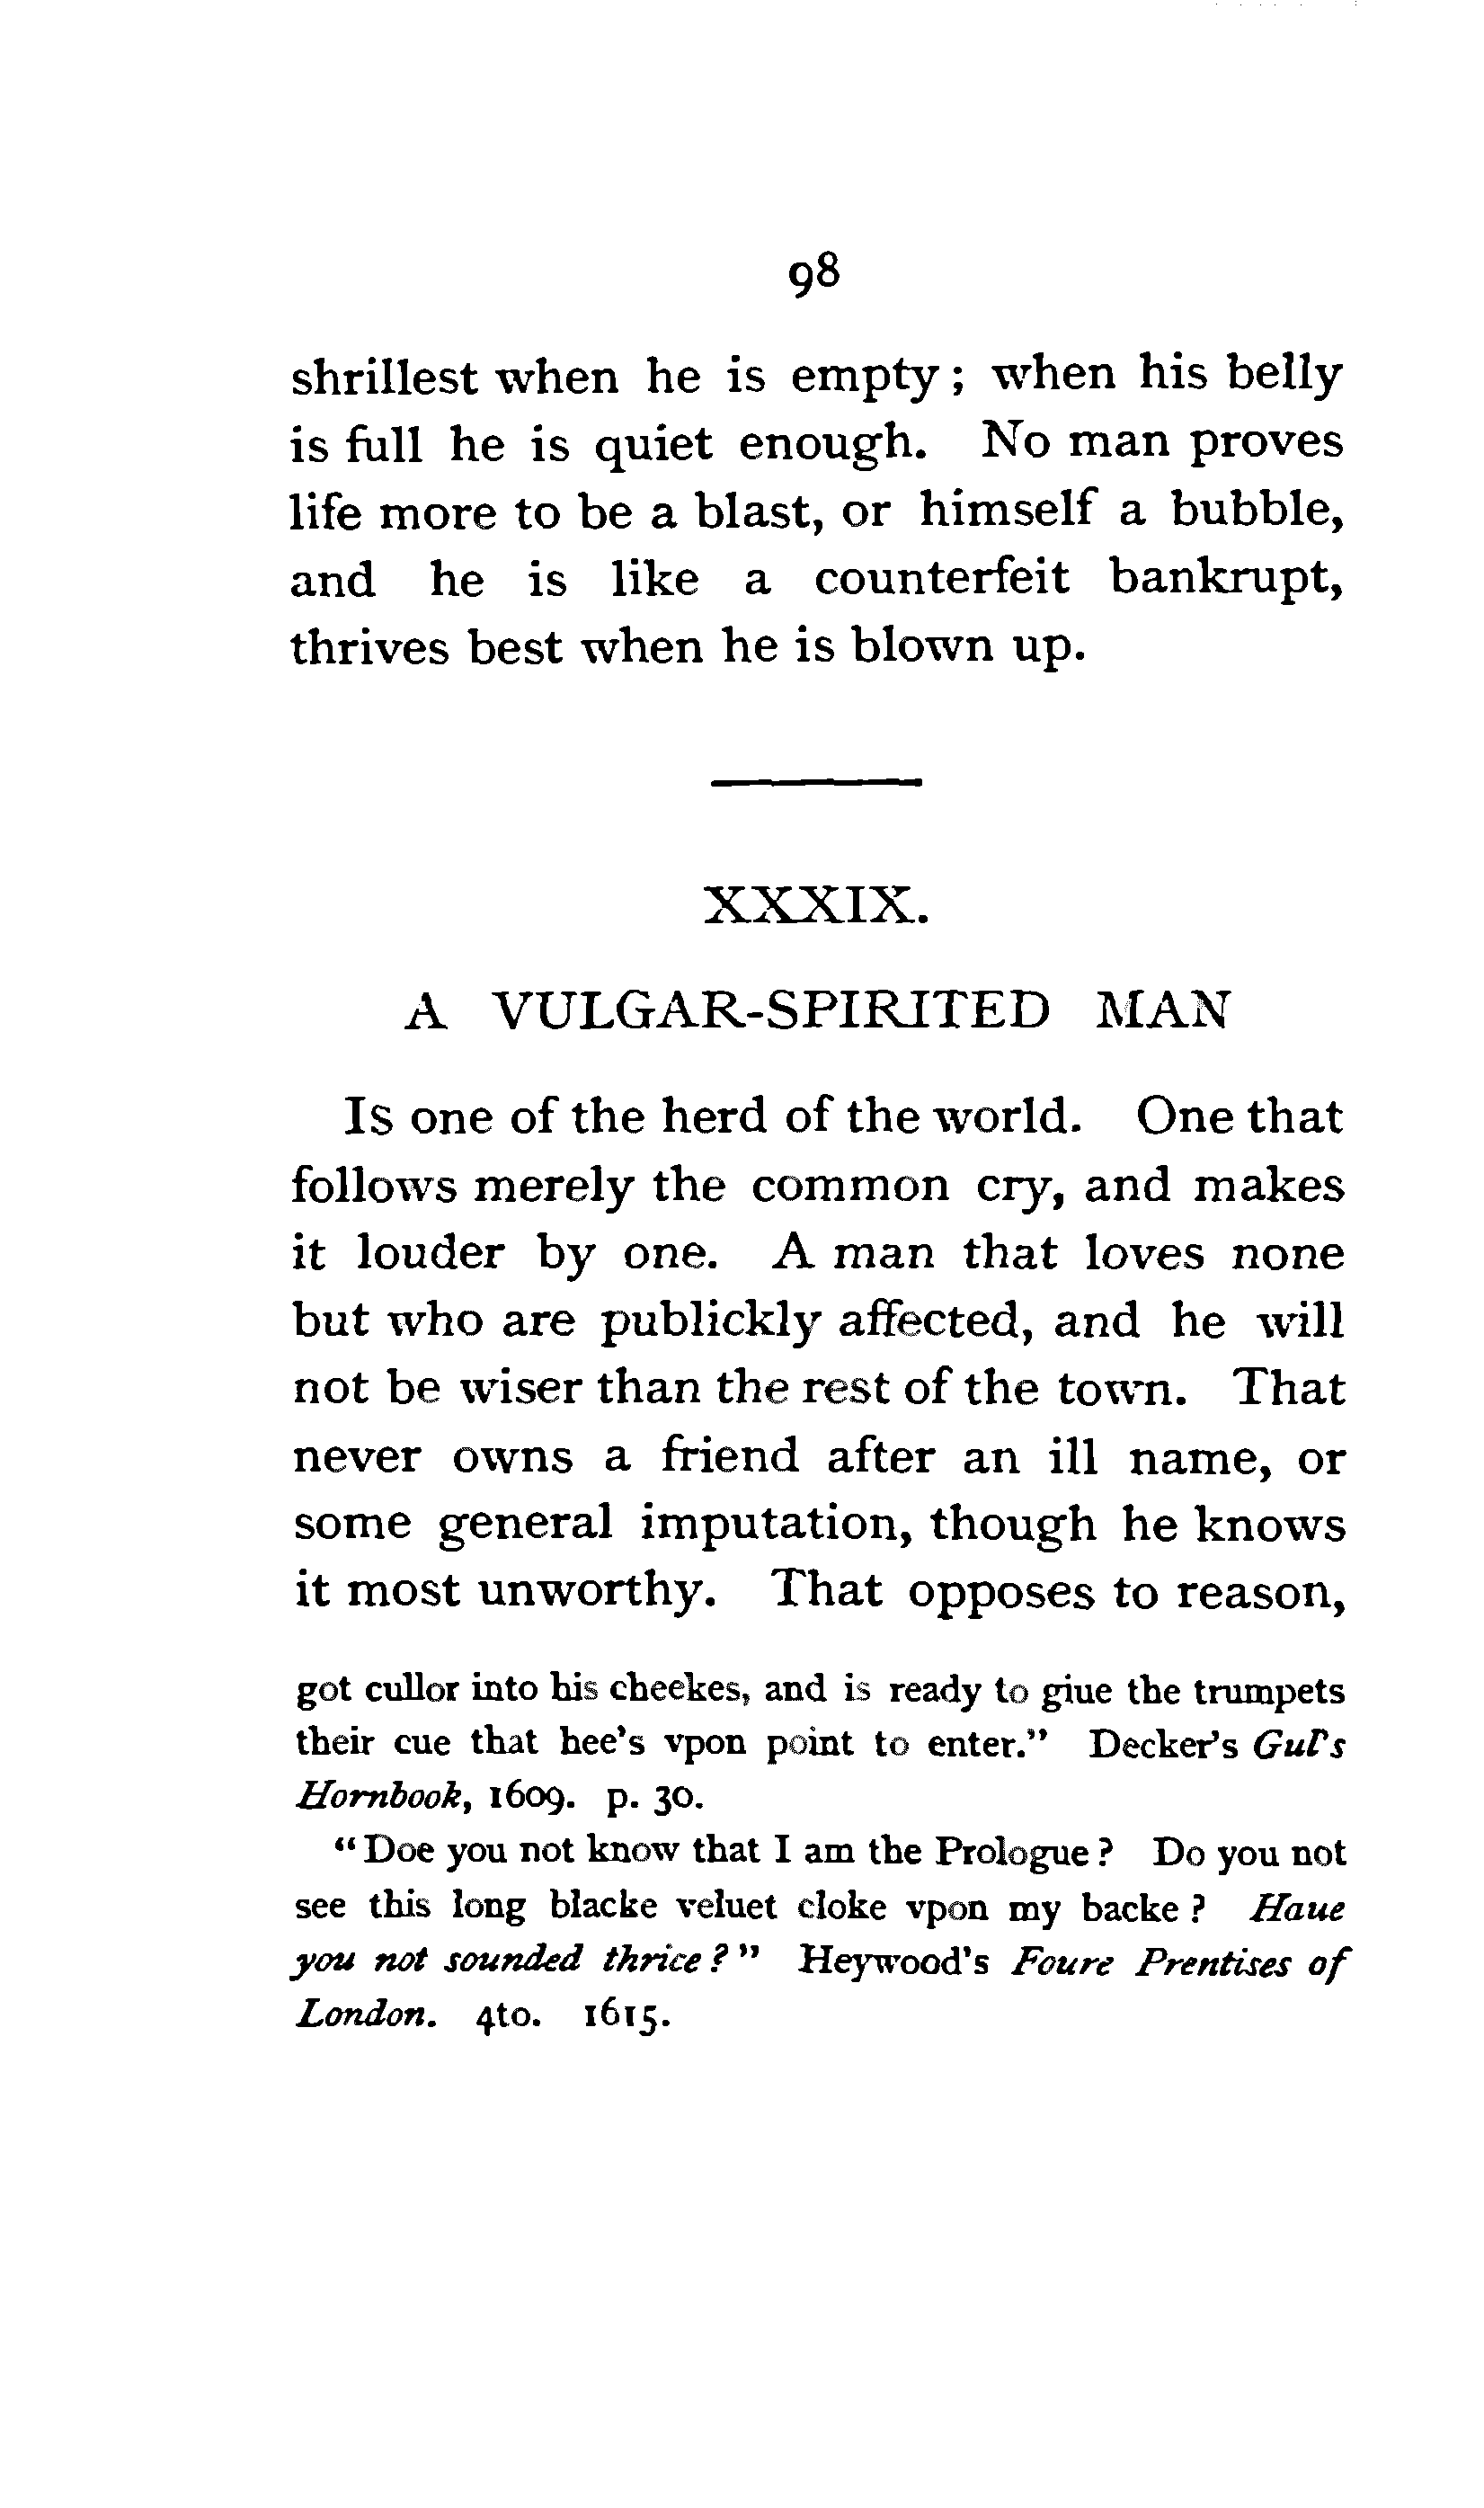 98
shrillest when he is empty; when his belly
is full he is quiet enough. No man proves
life more to be a blast, or himself a bubble,
and he is like a counterfeit bankrupt,
thrives best when he is blown up.
XXXIX.
A VULGAR-SPIRITED MAN
Is one of the herd of the world. One that
follows merely the common cry, and makes
it louder by one. A man that loves none
but who are publickly affected, and he will
not be wiser than the rest of the town. That
never owns a friend after an ill name, or
some general imputation, though he knows
it most unworthy. That opposes to reason,
got cullor into his cheekes, and is ready to giue the trumpets
their cue that hee's vpon point to enter." Decker's Gul's
Hornbook, 1609. p. 30.
"Doe you not know that I am the Prologue? Do you not
see this long blacke veluet cloke vpon my backe? Haue
you not sounded thrice?" Heywood's Foure Prentises of
London. 4to. 1615.